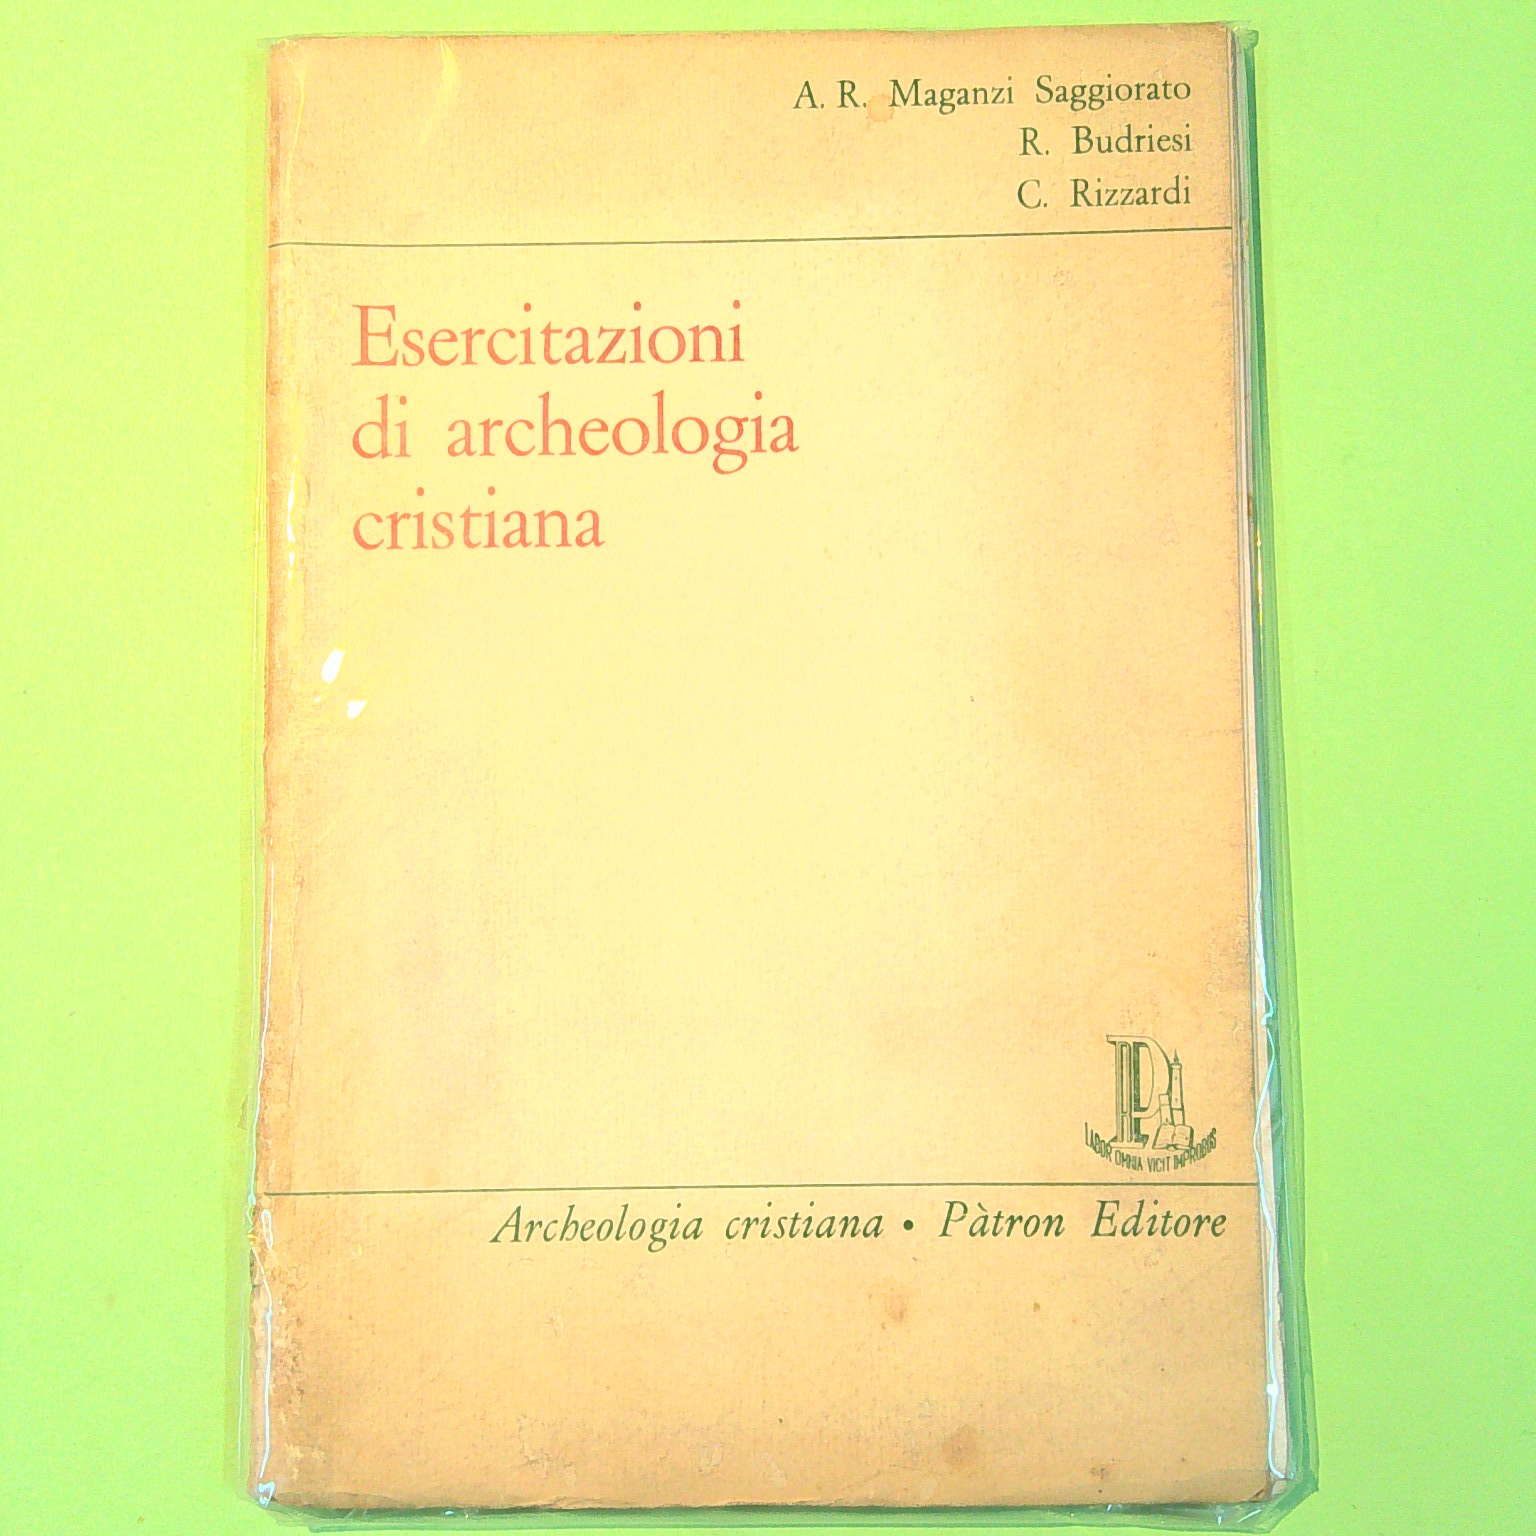 A. R. Maganzi Saggiorato
R. Budriesi
C. Rizzardi
Esercitazioni
di archeologia
cristiana
LABOR OMNIA VICIT IMPROBUS
Archeologia cristiana • Pàtron Editore